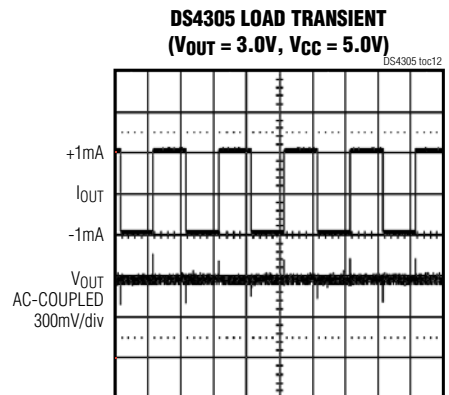 DS4305 LOAD TRANSIENT
(VOUT = 3.0V, VCC = 5.0V)
DS4305 toc12
+1mA
IOUT
-1mA
VOUT
AC-COUPLED
300mV/div